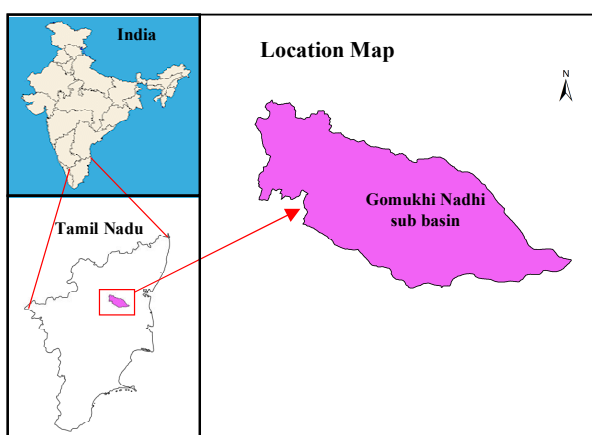 India
Location Map
N
Gomukhi Nadhi
sub basin
Tamil Nadu